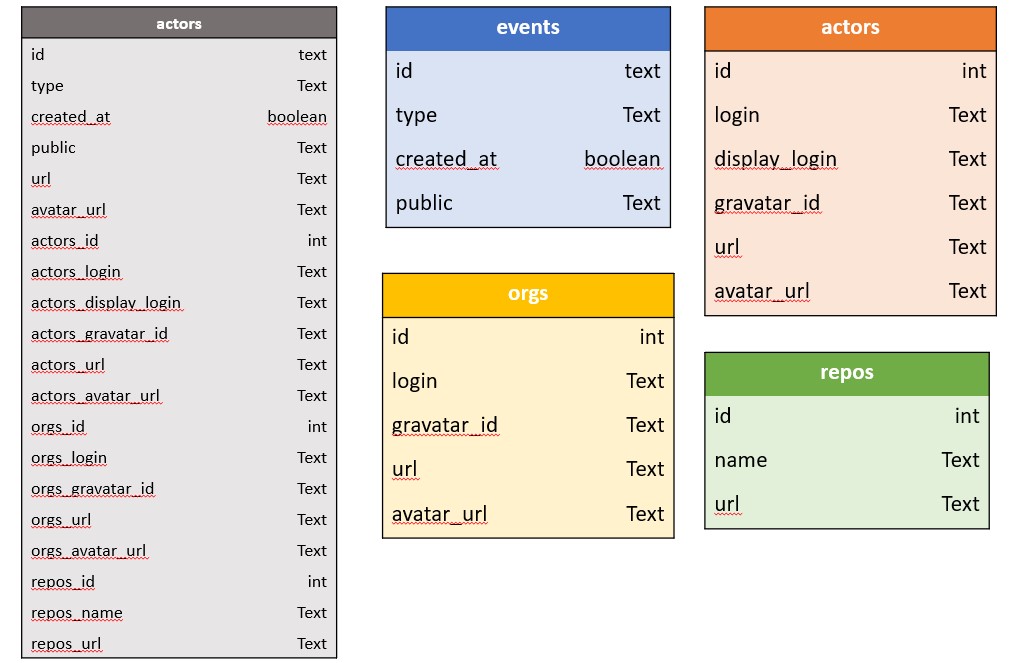 actors
id text
type Text
created_at boolean
public Text
url Text
avatar_url Text
actors_id int
actors_login Text
actors_display_login Text
actors_gravatar_id Text
actors_url Text
actors_avatar_url Text
orgs_id int
orgs_login Text
orgs_gravatar_id Text
orgs_url Text
orgs_avatar_url Text
repos_id int
repos_name Text
repos_url Text
events
id text
type Text
created_at boolean
public Text
orgs
id int
login Text
gravatar_id Text
url Text
avatar_url Text
actors
id int
login Text
display_login Text
gravatar_id Text
url Text
avatar_url Text
repos
id int
name Text
url Text